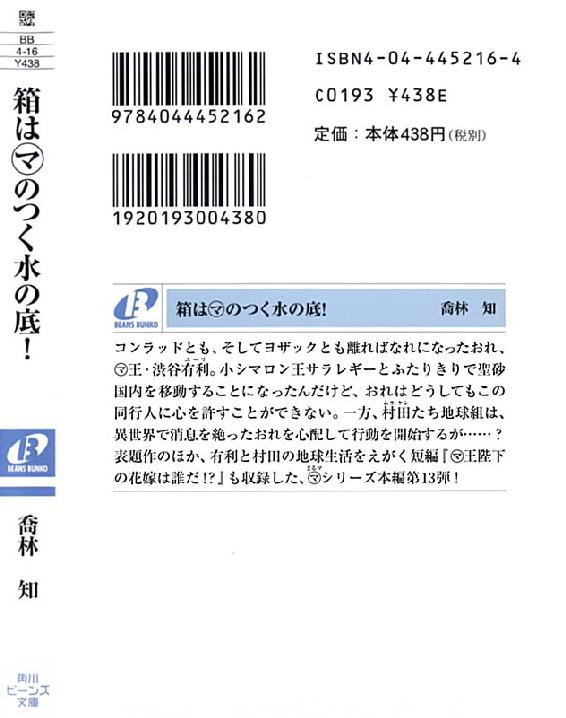 BB
4-16
Y438
箱は㋮のつく水の底!
BEANS BUNKO
喬林 知
角川
ビーンズ
文庫
ISBN4-04-445216-4
C0193 ¥438E
定価:本体438円(税別)
9784044452162
1920193004380
BEANS BUNKO
箱は㋮のつく水の底! 喬林 知
コンラッドとも、そしてヨザックとも離ればなれになったおれ、
㋮王・渋谷有利。小シマロン王サラレギーとふたりきりで聖砂
国内を移動することになったんだけど、おれはどうしてもこの
同行人に心を許すことができない。一方、村田たち地球組は、
異世界で消息を絶ったおれを心配して行動を開始するが……?
表題作のほか、有利と村田の地球生活をえがく短編『㋮王陛下
の花嫁は誰だ!?』も収録した、㋮シリーズ本編第13弾!